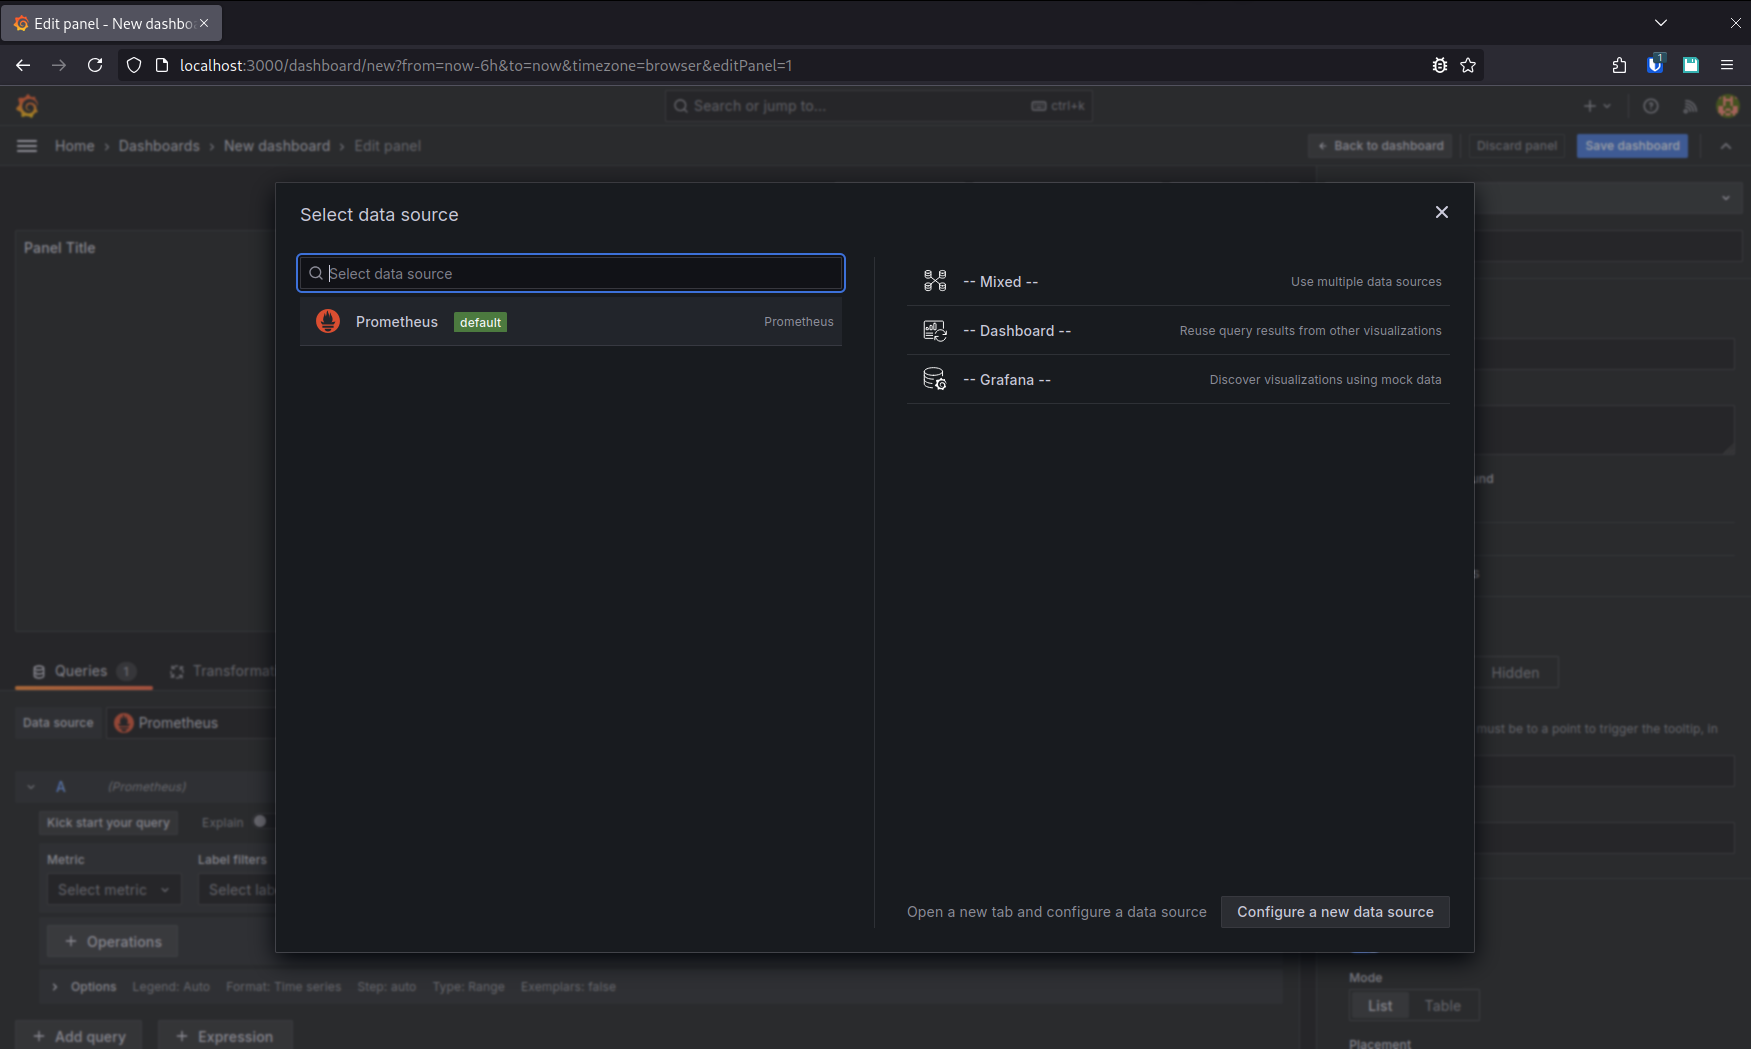 Edit panel - New dashbo
localhost:3000/dashboard/new?from=now-6h&to=now&timezone=browser&editPanel=1
1
Search or jump to...
ctrl+k
Home › Dashboards › New dashboard › Edit panel
Back to dashboard
Discard panel
Save dashboard
Select data source
Panel Title
Select data source
Prometheus default Prometheus
-- Mixed -- Use multiple data sources
-- Dashboard -- Reuse query results from other visualizations
-- Grafana -- Discover visualizations using mock data
Queries 1
Hidden
Data source Prometheus
must be to a point to trigger the tooltip, in
A (Prometheus)
Kick start your query Explain
Metric Label filters
Select metric Select
Open a new tab and configure a data source Configure a new data source
+ Operations
Mode
Options Legend: Auto Format: Time series Step: auto Type: Range Exemplars: false
List Table
+ Add query + Expression
Placement